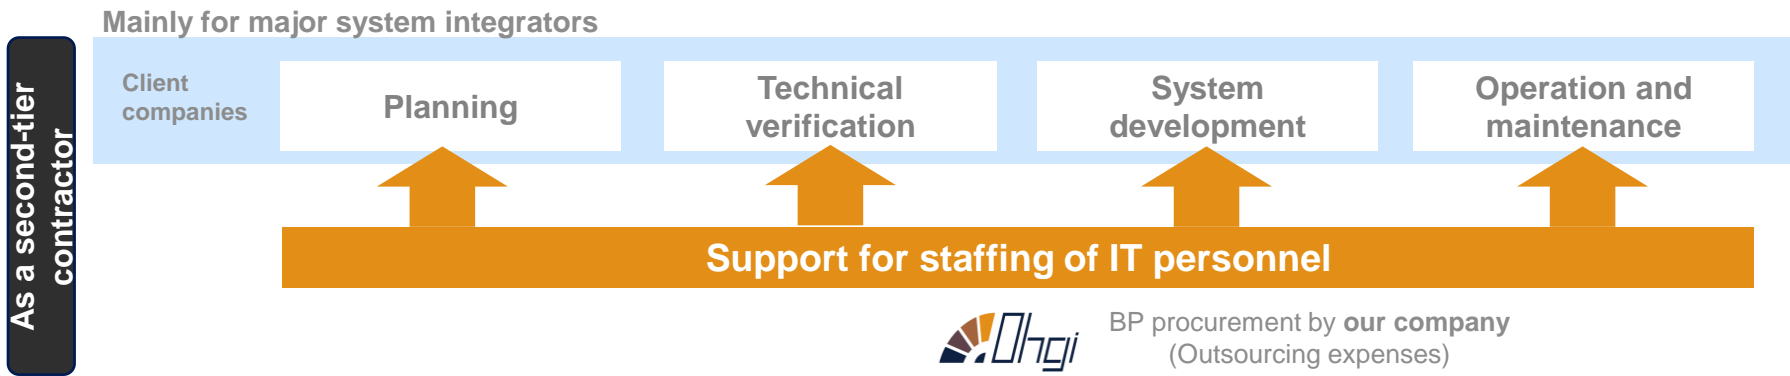 Mainly for major system integrators
As a second-tier
contractor
Client
companies
Planning
Technical
verification
System
development
Operation and
maintenance
Support for staffing of IT personnel
Ohgi
BP procurement by our company
(Outsourcing expenses)